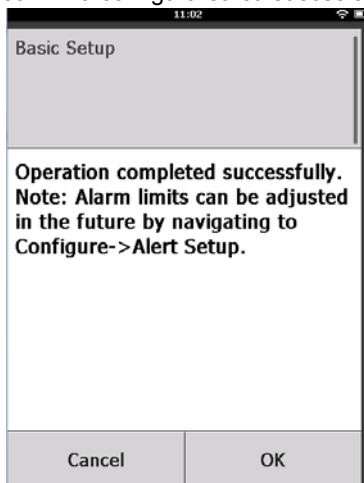 11:02
Basic Setup
Operation completed successfully.
Note: Alarm limits can be adjusted
in the future by navigating to
Configure->Alert Setup.
Cancel OK